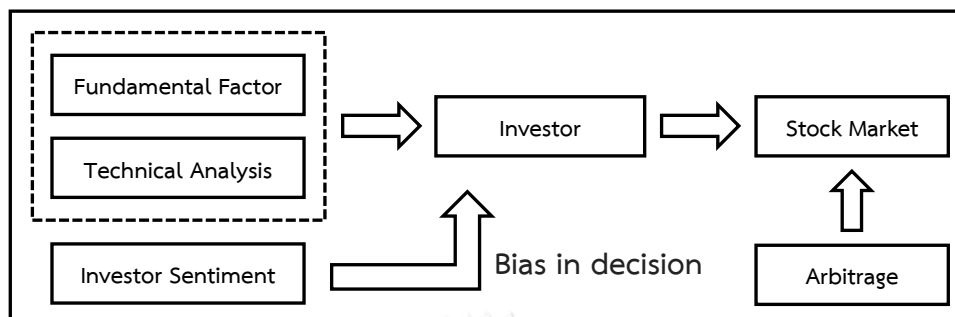 Fundamental Factor
Technical Analysis
Investor Sentiment
Investor
Bias in decision
Stock Market
Arbitrage